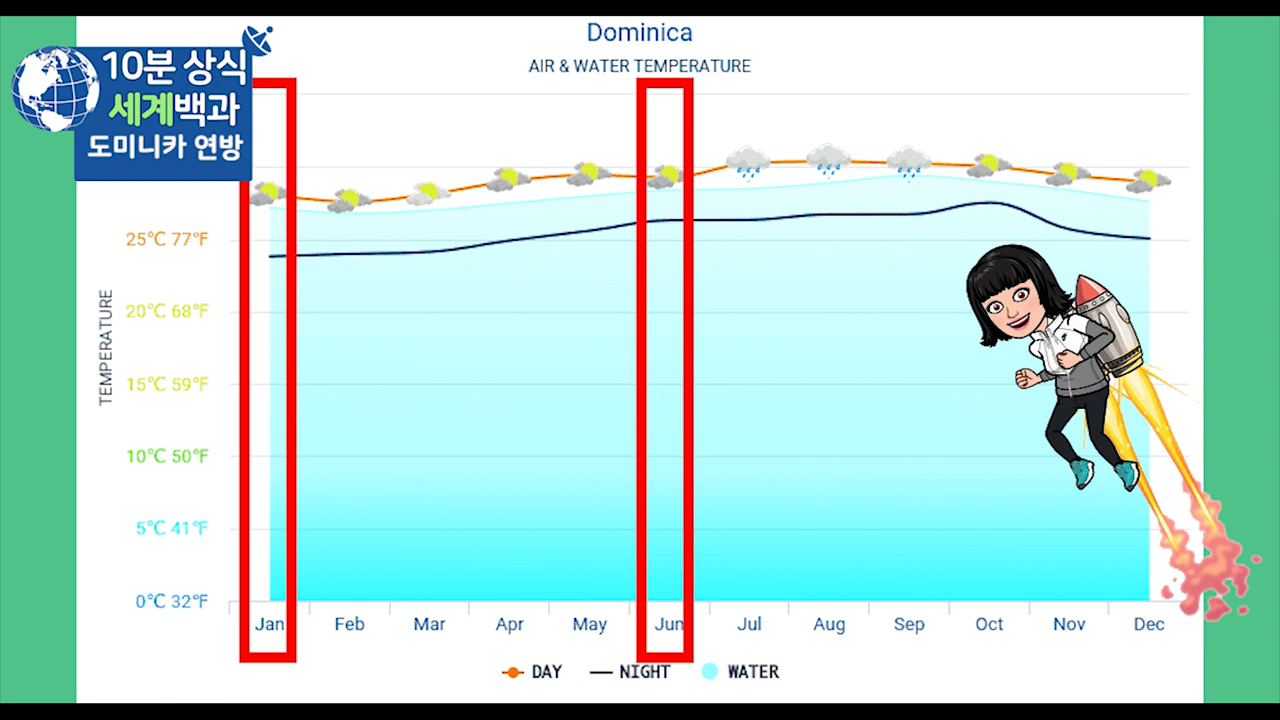 10분 상식
세계백과
도미니카 연방
Dominica
AIR & WATER TEMPERATURE
TEMPERATURE
25℃ 77℉
20℃ 68℉
15℃ 59℉
10℃ 50℉
5℃ 41℉
0℃ 32℉
Jan Feb Mar Apr May Jun Jul Aug Sep Oct Nov Dec
DAY NIGHT WATER